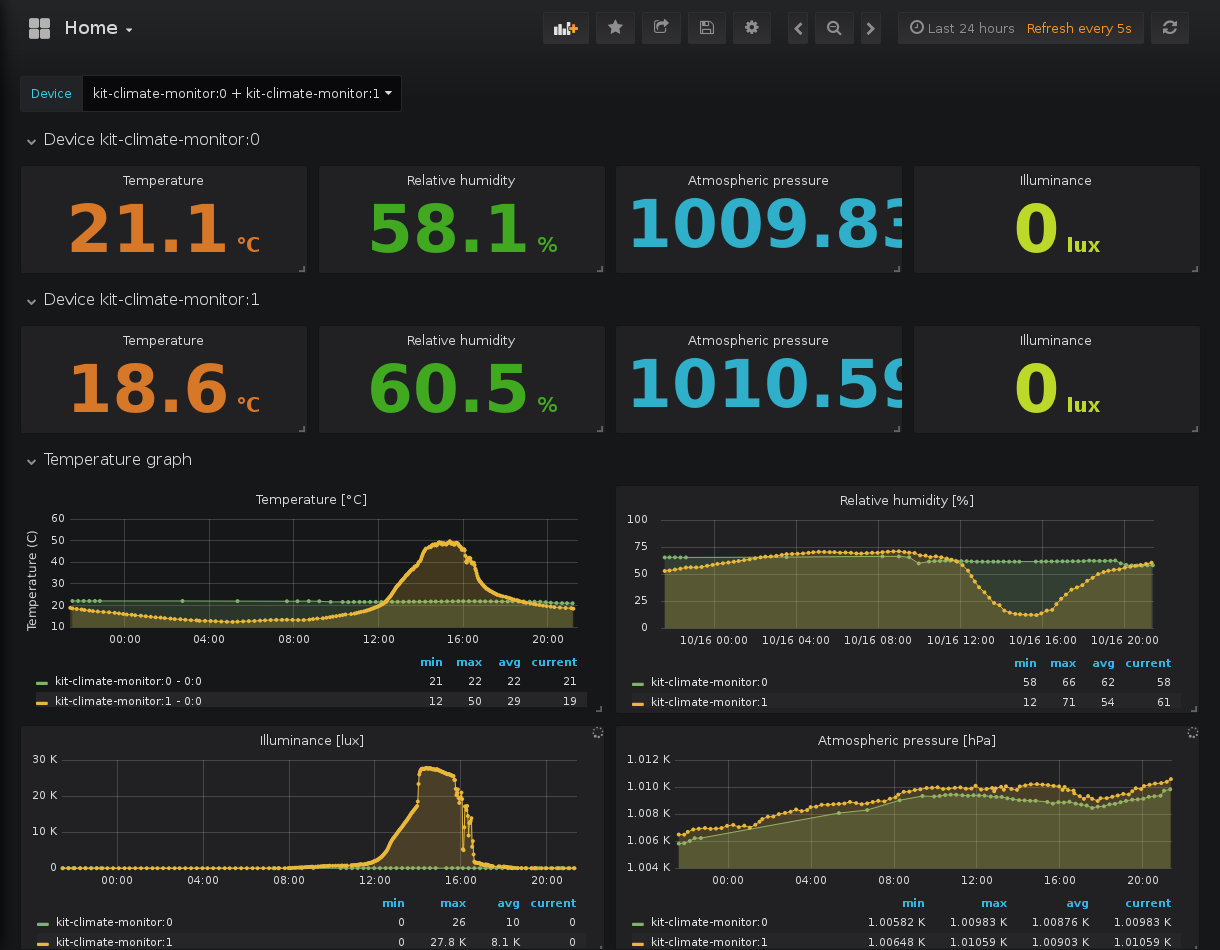 Home
Last 24 hours Refresh every 5s
Device kit-climate-monitor:0 + kit-climate-monitor:1
Device kit-climate-monitor:0
Temperature Relative humidity Atmospheric pressure Illuminance
21.1 °C 58.1 % 1009.83 0 lux
Device kit-climate-monitor:1
Temperature Relative humidity Atmospheric pressure Illuminance
18.6 °C 60.5 % 1010.59 0 lux
Temperature graph
Temperature [°C]
Temperature (C)
60
50
40
30
20
10
00:00 04:00 08:00 12:00 16:00 20:00
min max avg current
kit-climate-monitor:0 - 0:0 21 22 22 21
kit-climate-monitor:1 - 0:0 12 50 29 19
Relative humidity [%]
100
75
50
25
0
10/16 00:00 10/16 04:00 10/16 08:00 10/16 12:00 10/16 16:00 10/16 20:00
min max avg current
kit-climate-monitor:0 58 66 62 58
kit-climate-monitor:1 12 71 54 61
Illuminance [lux]
30 K
20 K
10 K
0
00:00 04:00 08:00 12:00 16:00 20:00
min max avg current
kit-climate-monitor:0 0 26 10 0
kit-climate-monitor:1 0 27.8 K 8.1 K 0
Atmospheric pressure [hPa]
1.012 K
1.010 K
1.008 K
1.006 K
1.004 K
00:00 04:00 08:00 12:00 16:00 20:00
min max avg current
kit-climate-monitor:0 1.00582 K 1.00983 K 1.00876 K 1.00983 K
kit-climate-monitor:1 1.00648 K 1.01059 K 1.00903 K 1.01059 K